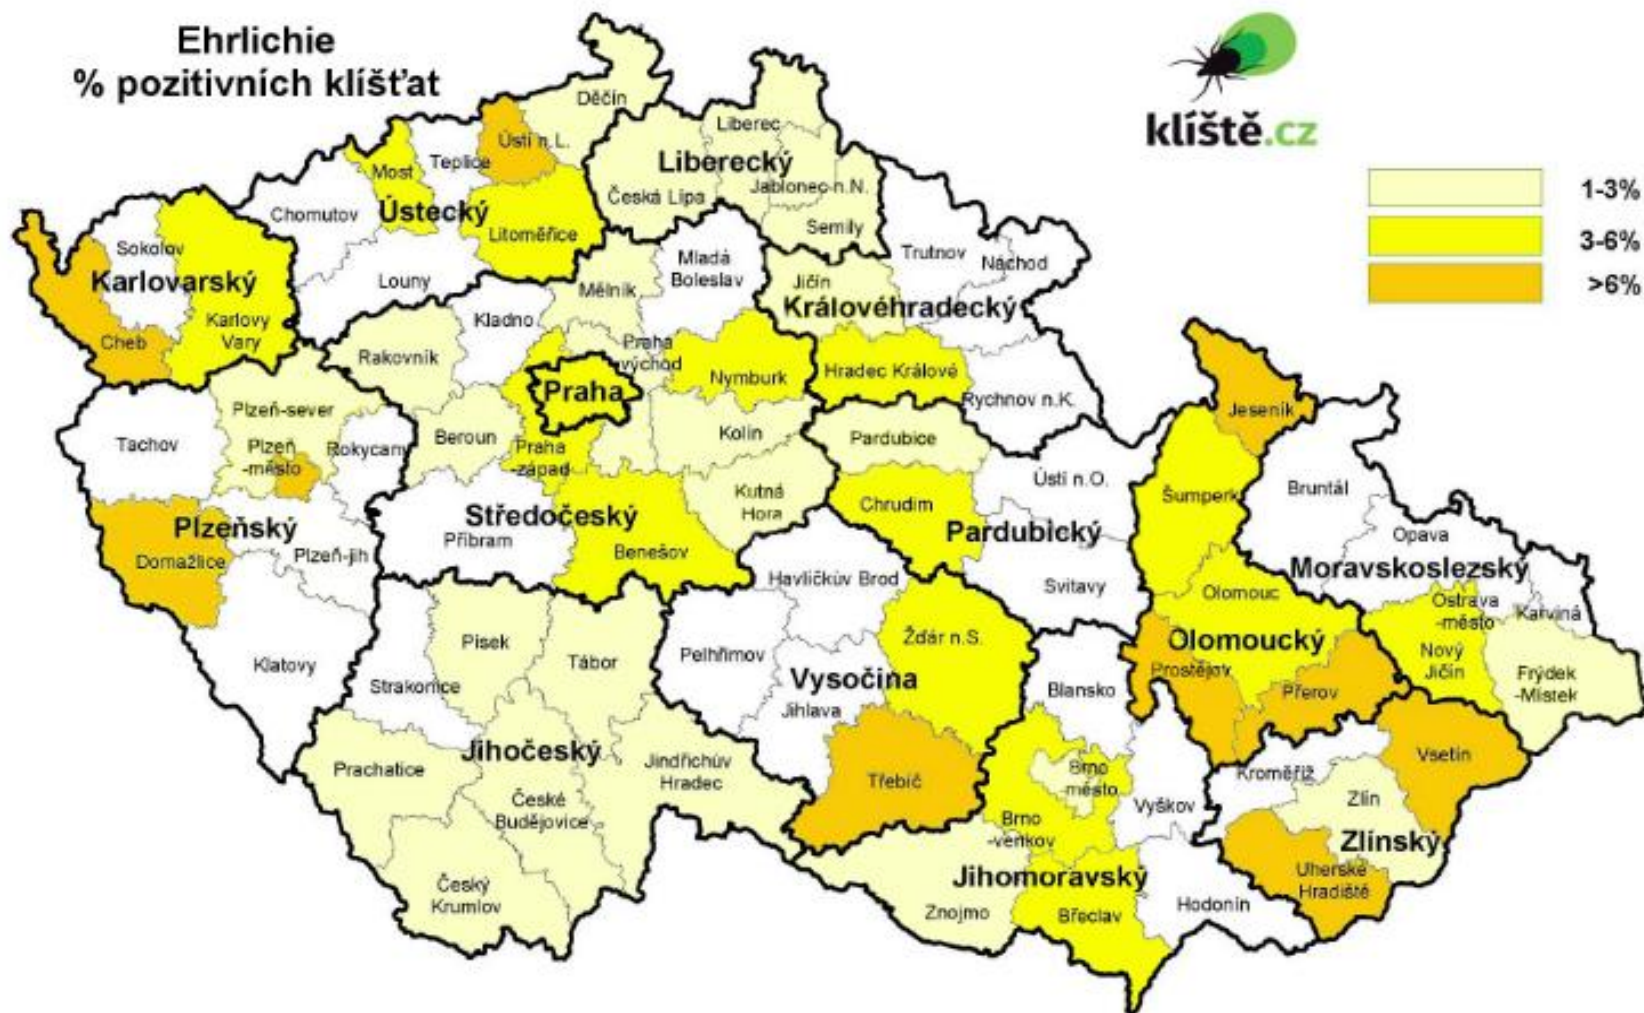 Ehrlichie
% pozitivních klíšťat
klíště.cz
1-3%
3-6%
>6%
Děčín
Ústí n.L.
Teplice
Most
Chomutov
Ústecký
Litoměřice
Louny
Liberec
Liberecký
Česká Lípa
Jablonec n.N.
Semily
Sokolov
Karlovarský
Karlovy
Vary
Cheb
Trutnov
Náchod
Jičín
Královéhradecký
Hradec Králové
Rychnov n.K.
Mladá
Boleslav
Mělník
Kladno
Rakovník
Praha
-východ
Nymburk
Praha
Beroun
Praha
-západ
Kolín
Kutná
Hora
Středočeský
Příbram
Benešov
Plzeň-sever
Tachov
Plzeň
-město
Rokycany
Plzeňský
Domažlice
Plzeň-jih
Klatovy
Pardubice
Ústí n.O.
Chrudim
Pardubický
Svitavy
Jeseník
Šumperk
Olomouc
Olomoucký
Prostějov
Přerov
Bruntál
Opava
Moravskoslezský
Ostrava
-město
Karviná
Nový
Jičín
Frýdek
-Místek
Havlíčkův Brod
Žďár n.S.
Pelhřimov
Vysočina
Jihlava
Třebíč
Písek
Tábor
Strakonice
Jihočeský
Prachatice
Jindřichův
Hradec
České
Budějovice
Český
Krumlov
Blansko
Brno
-město
Vyškov
Brno
-venkov
Jihomoravský
Znojmo
Břeclav
Hodonín
Vsetín
Kroměříž
Zlín
Zlínský
Uherské
Hradiště